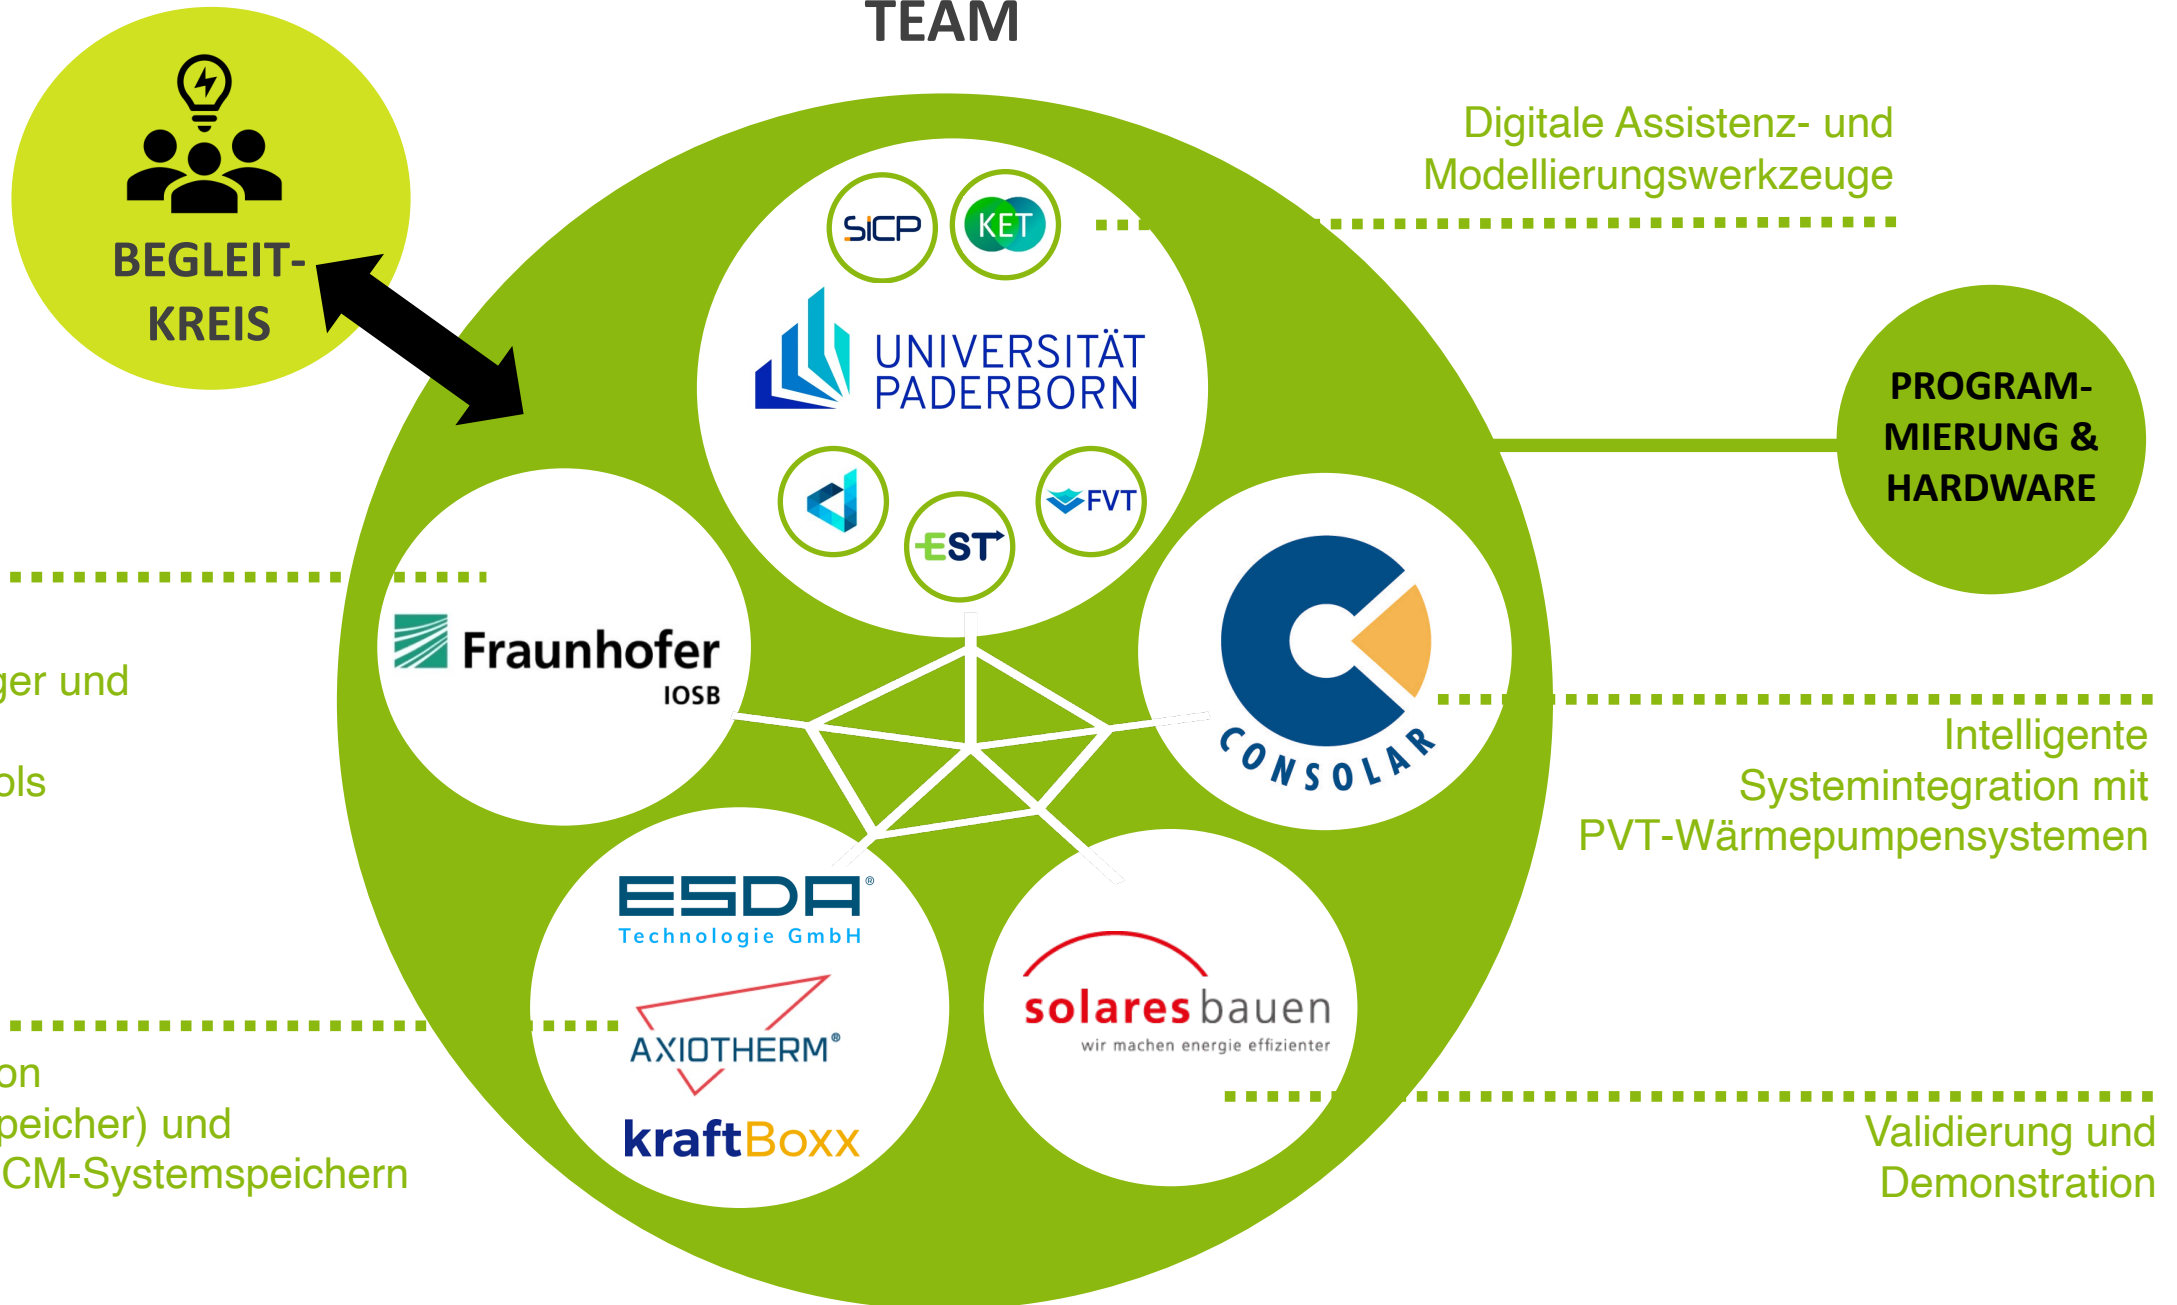 TEAM
BEGLEIT-
KREIS
Digitale Assistenz- und
Modellierungswerkzeuge
SICP
KET
UNIVERSITÄT
PADERBORN
EST
FVT
PROGRAM-
MIERUNG &
HARDWARE
Fraunhofer
IOSB
ger und
ols
CONSOLAR
Intelligente
Systemintegration mit
PVT-Wärmepumpensystemen
ESDA®
Technologie GmbH
AXIOTHERM®
kraftBoxx
solares bauen
wir machen energie effizienter
on
peicher) und
CM-Systemspeichern
Validierung und
Demonstration